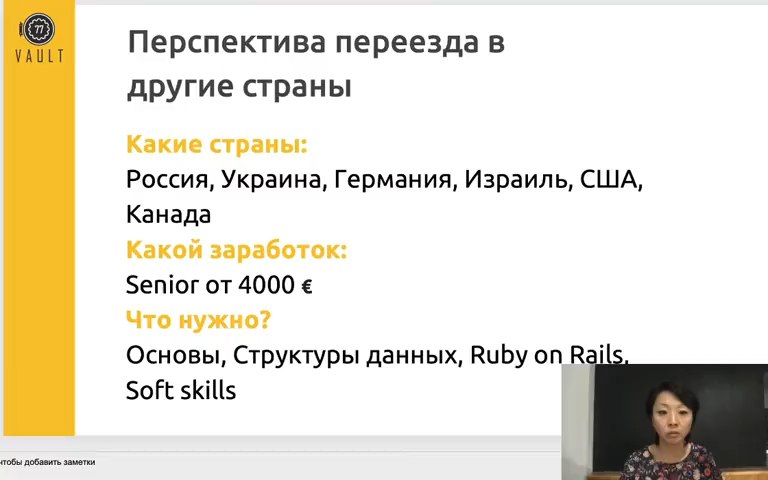 77
VAULT
Перспектива переезда в
другие страны
Какие страны:
Россия, Украина, Германия, Израиль, США,
Канада
Какой заработок:
Senior от 4000 €
Что нужно?
Основы, Структуры данных, Ruby on Rails,
Soft skills
чтобы добавить заметки